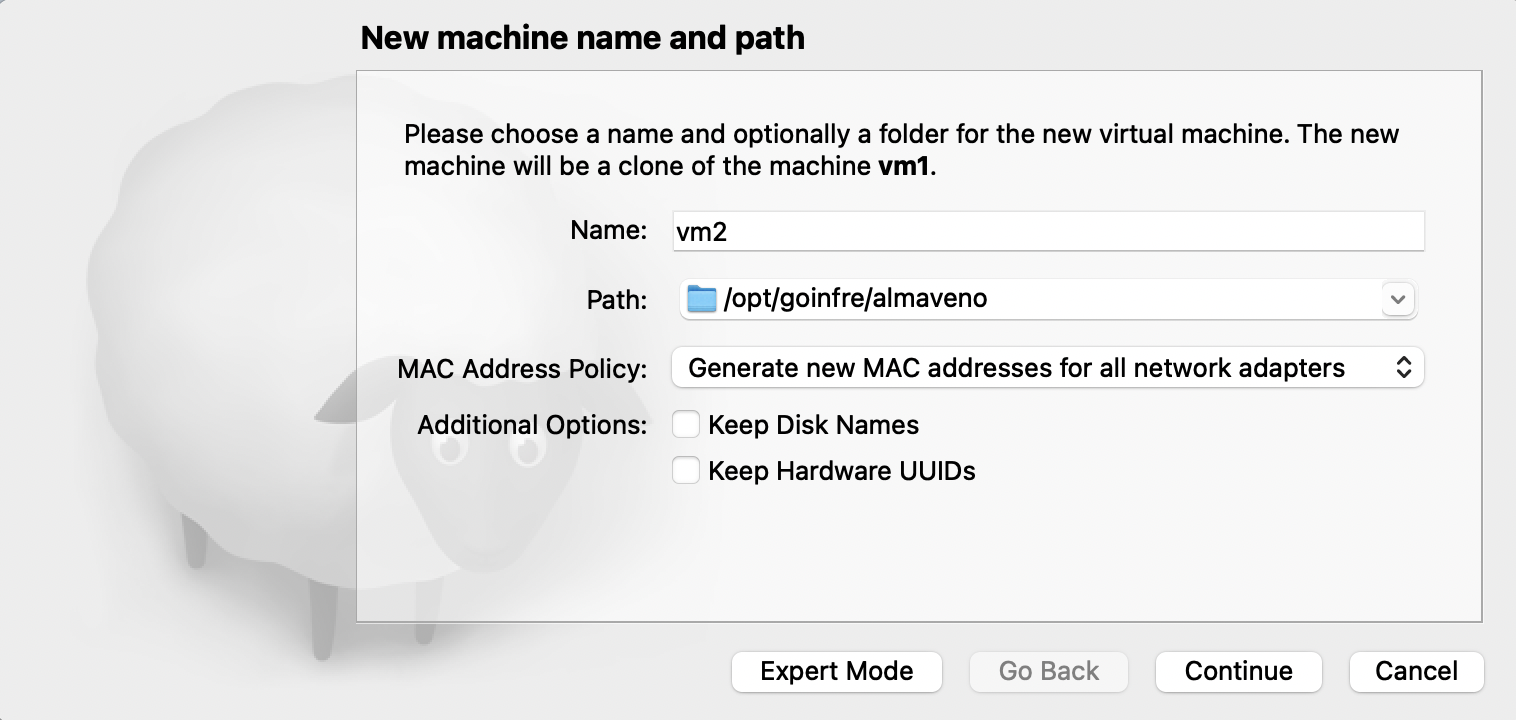 New machine name and path
Please choose a name and optionally a folder for the new virtual machine. The new
machine will be a clone of the machine vm1.
Name: vm2
Path: /opt/goinfre/almaveno
MAC Address Policy: Generate new MAC addresses for all network adapters
Additional Options: Keep Disk Names
Keep Hardware UUIDs
Expert Mode Go Back Continue Cancel